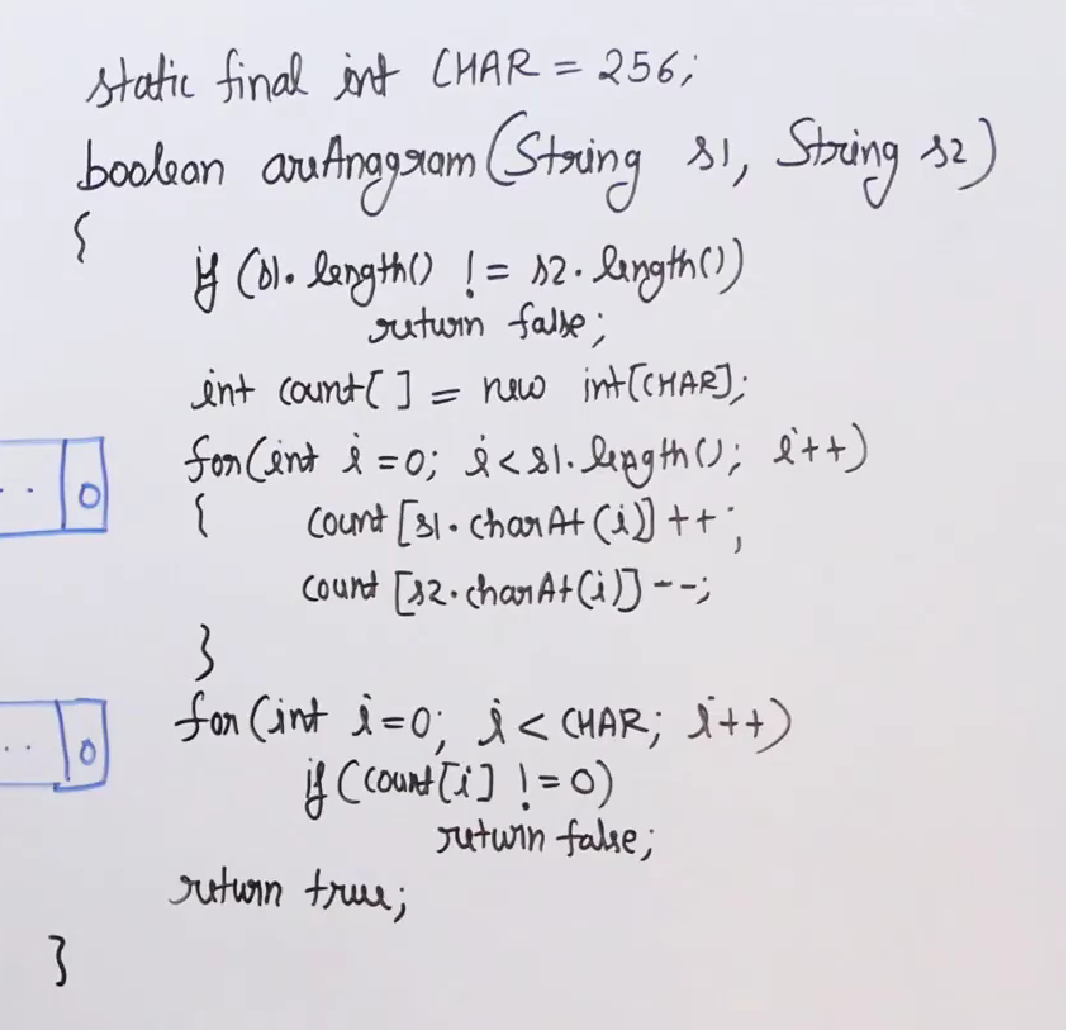 static final int CHAR = 256;
boolean areAnagram(String s1, String s2)
{
if (s1.length() != s2.length())
return false;
int count[] = new int[CHAR];
for(int i=0; i<s1.length(); i++)
{ count[s1.charAt(i)]++;
count[s2.charAt(i)]--;
}
for(int i=0; i<CHAR; i++)
if(count[i] !=0)
return false;
return true;
}
.. 0
.. 0